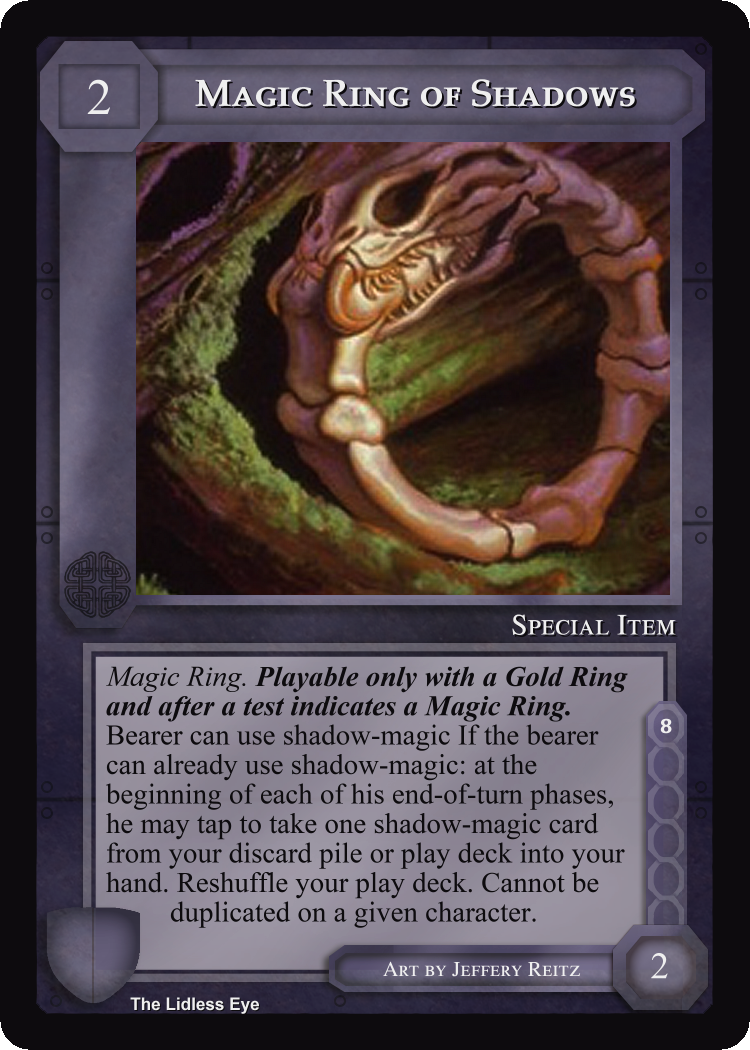 2
Magic Ring of Shadows
Special Item
Magic Ring. Playable only with a Gold Ring
and after a test indicates a Magic Ring.
Bearer can use shadow-magic If the bearer
can already use shadow-magic: at the
beginning of each of his end-of-turn phases,
he may tap to take one shadow-magic card
from your discard pile or play deck into your
hand. Reshuffle your play deck. Cannot be
duplicated on a given character.
8
Art by Jeffery Reitz
2
The Lidless Eye